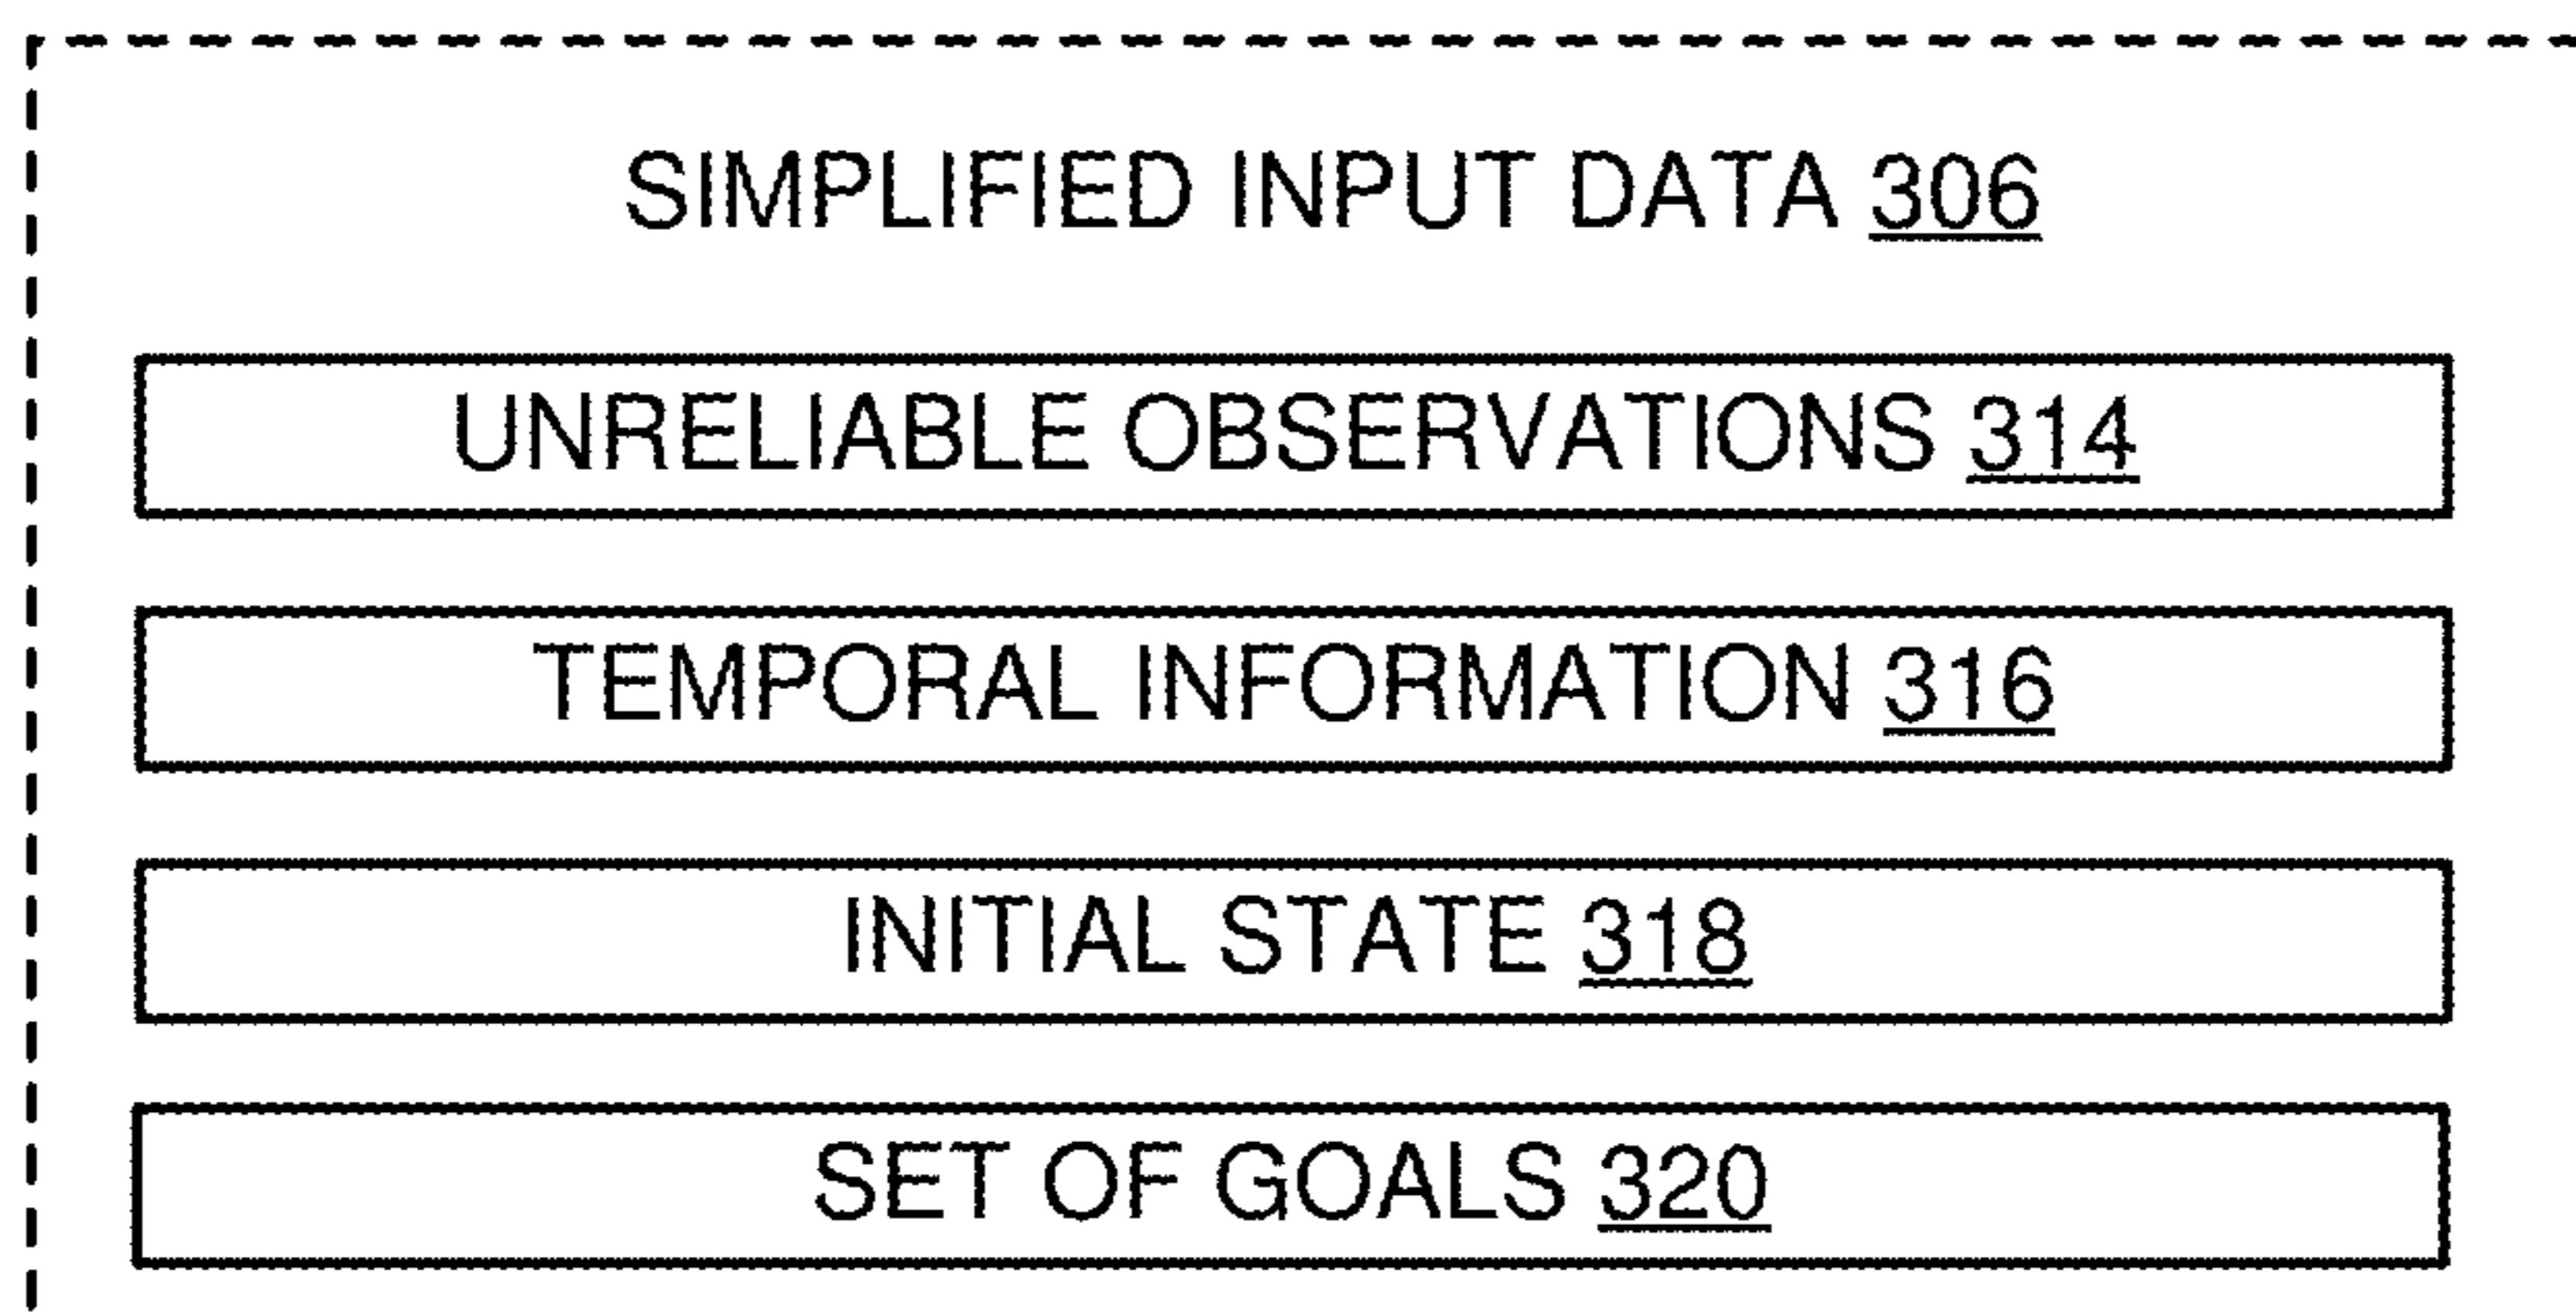 SIMPLIFIED INPUT DATA 306
UNRELIABLE OBSERVATIONS 314
TEMPORAL INFORMATION 316
INITIAL STATE 318
SET OF GOALS 320